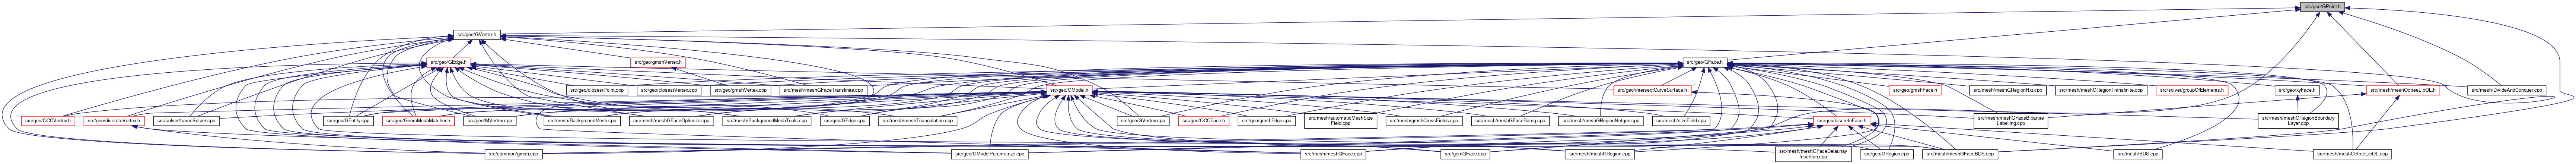 src/geo/GPoint.h
src/geo/GVertex.h
src/geo/GEdge.h
src/geo/gmshVertex.h
src/geo/GFace.h
src/geo/closestPoint.cpp
src/geo/closestVertex.cpp
src/geo/gmshVertex.cpp
src/mesh/meshGFaceTransfinite.cpp
src/geo/GModel.h
src/geo/intersectCurveSurface.h
src/geo/gmshFace.h
src/mesh/meshGRegionHxt.cpp
src/mesh/meshGRegionTransfinite.cpp
src/solver/groupOfElements.h
src/geo/xyFace.h
src/mesh/meshOctreeLibOL.h
src/mesh/DivideAndConquer.cpp
src/geo/OCCVertex.h
src/geo/discreteVertex.h
src/solver/frameSolver.cpp
src/geo/GEntity.cpp
src/geo/GeomMeshMatcher.h
src/geo/MVertex.cpp
src/mesh/BackgroundMesh.cpp
src/mesh/meshGFaceOptimize.cpp
src/mesh/BackgroundMeshTools.cpp
src/geo/GEdge.cpp
src/mesh/meshTriangulation.cpp
src/geo/GVertex.cpp
src/geo/OCCFace.h
src/geo/gmshEdge.cpp
src/mesh/automaticMeshSize
Field.cpp
src/mesh/gmshCrossFields.cpp
src/mesh/meshGFaceBamg.cpp
src/mesh/meshGRegionNetgen.cpp
src/mesh/sizeField.cpp
src/geo/discreteFace.h
src/mesh/meshGFaceBipartite
Labelling.cpp
src/mesh/meshGRegionBoundary
Layer.cpp
src/common/gmsh.cpp
src/geo/GModelParametrize.cpp
src/mesh/meshGFace.cpp
src/geo/GFace.cpp
src/mesh/meshGRegion.cpp
src/mesh/meshGFaceDelaunay
Insertion.cpp
src/geo/GRegion.cpp
src/mesh/meshGFaceBDS.cpp
src/mesh/BDS.cpp
src/mesh/meshOctreeLibOL.cpp